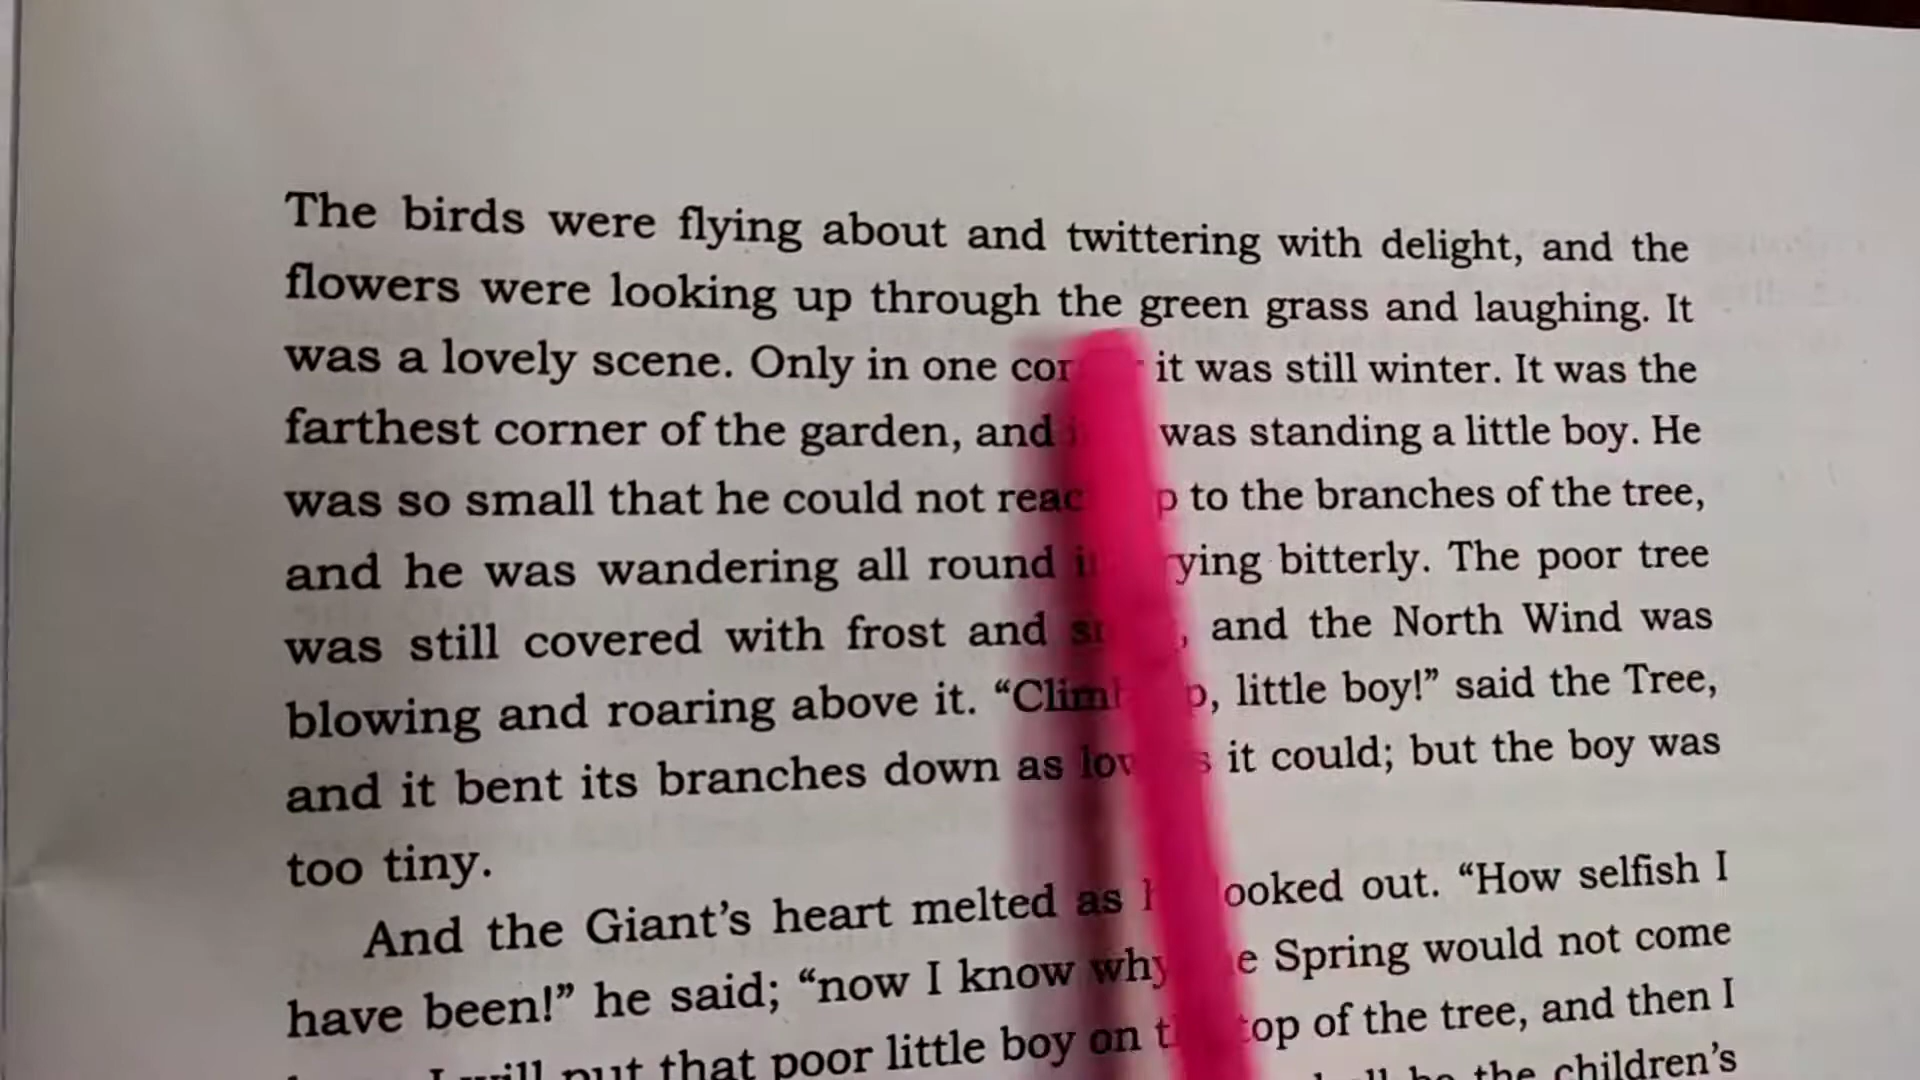 The birds were flying about and twittering with delight, and the
flowers were looking up through the green grass and laughing. It
was a lovely scene. Only in one it was still winter. It was the
farthest corner of the garden, and was standing a little boy. He
was so small that he could not to the branches of the tree,
and he was wandering all round bitterly. The poor tree
was still covered with frost and and the North Wind was
blowing and roaring above it. “Climb little boy!” said the Tree,
and it bent its branches down as it could; but the boy was
too tiny.
And the Giant’s heart melted as out. “How selfish I
have been!” he said; “now I know why Spring would not come
I will put that poor little boy on top of the tree, and then I
be the children’s